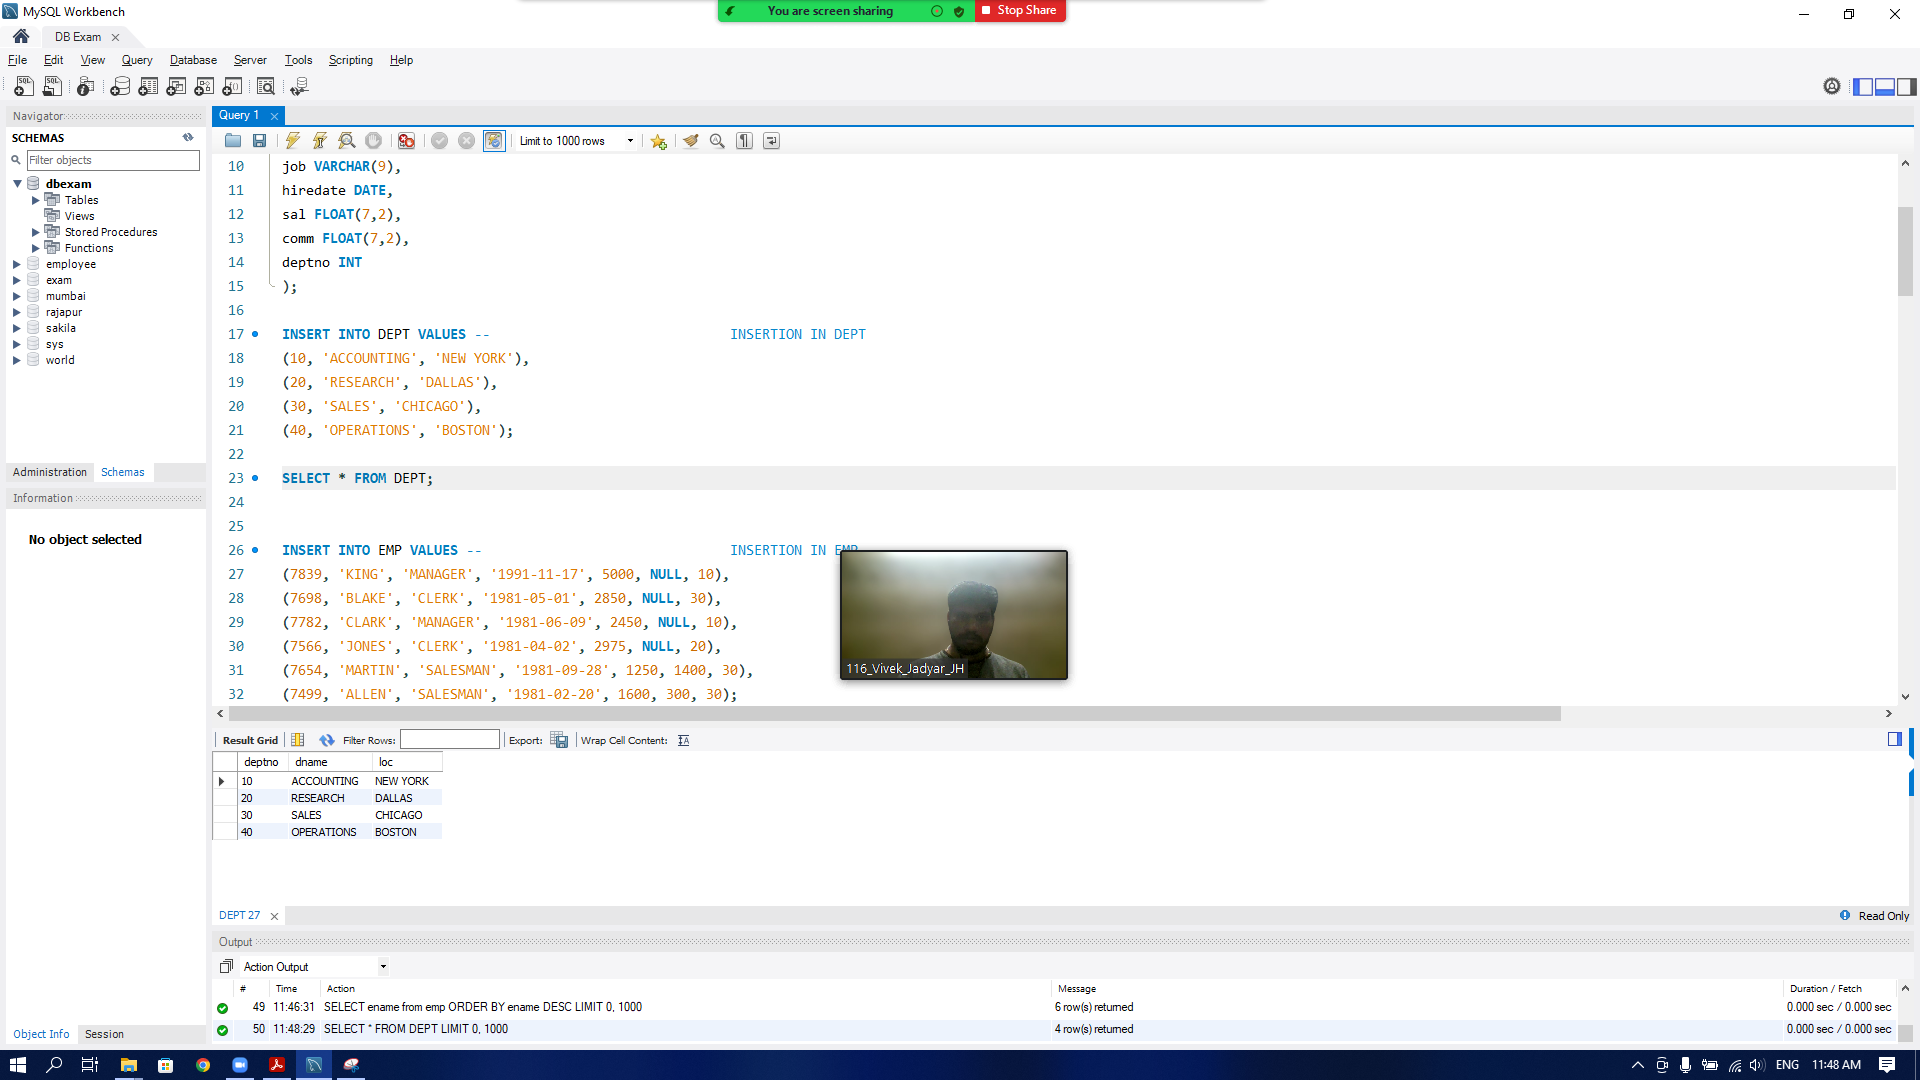 MySQL Workbench
You are screen sharing
Stop Share
DB Exam
File Edit View Query Database Server Tools Scripting Help
Navigator
Query 1
SCHEMAS
Limit to 1000 rows
Filter objects
dbexam
Tables
Views
Stored Procedures
Functions
employee
exam
mumbai
rajapur
sakila
sys
world
Administration Schemas
Information
No object selected
Object Info Session
10 job VARCHAR(9),
11 hiredate DATE,
12 sal FLOAT(7,2),
13 comm FLOAT(7,2),
14 deptno INT
15 );
16
17 INSERT INTO DEPT VALUES -- INSERTION IN DEPT
18 (10, 'ACCOUNTING', 'NEW YORK'),
19 (20, 'RESEARCH', 'DALLAS'),
20 (30, 'SALES', 'CHICAGO'),
21 (40, 'OPERATIONS', 'BOSTON');
22
23 SELECT * FROM DEPT;
24
25
26 INSERT INTO EMP VALUES -- INSERTION IN EMP
27 (7839, 'KING', 'MANAGER', '1991-11-17', 5000, NULL, 10),
28 (7698, 'BLAKE', 'CLERK', '1981-05-01', 2850, NULL, 30),
29 (7782, 'CLARK', 'MANAGER', '1981-06-09', 2450, NULL, 10),
30 (7566, 'JONES', 'CLERK', '1981-04-02', 2975, NULL, 20),
31 (7654, 'MARTIN', 'SALESMAN', '1981-09-28', 1250, 1400, 30),
32 (7499, 'ALLEN', 'SALESMAN', '1981-02-20', 1600, 300, 30);
116_Vivek_Jadyar_JH
Result Grid Filter Rows: Export: Wrap Cell Content:
deptno dname loc
10 ACCOUNTING NEW YORK
20 RESEARCH DALLAS
30 SALES CHICAGO
40 OPERATIONS BOSTON
DEPT 27
Read Only
Output
Action Output
# Time Action Message Duration / Fetch
49 11:46:31 SELECT ename from emp ORDER BY ename DESC LIMIT 0, 1000 6 row(s) returned 0.000 sec / 0.000 sec
50 11:48:29 SELECT * FROM DEPT LIMIT 0, 1000 4 row(s) returned 0.000 sec / 0.000 sec
ENG 11:48 AM